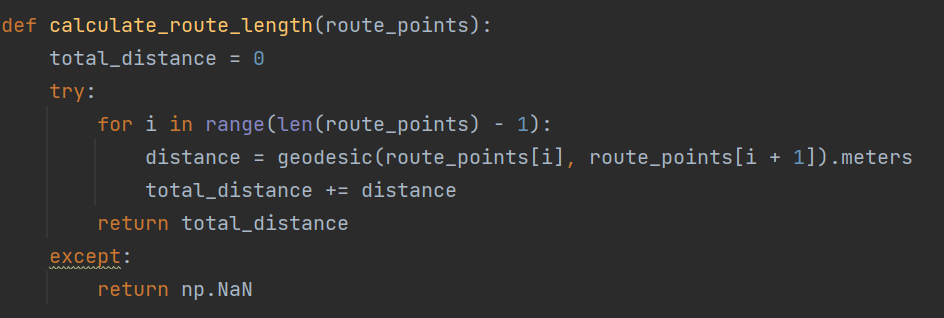 def calculate_route_length(route_points):
    total_distance = 0
    try:
        for i in range(len(route_points) - 1):
            distance = geodesic(route_points[i], route_points[i + 1]).meters
            total_distance += distance
        return total_distance
    except:
        return np.NaN